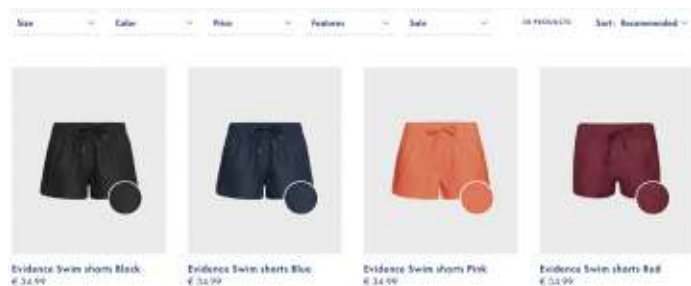 Size
Color
Price
Features
Sale
PRODUCTS
Sort: Recommended
Evidence Swim shorts Black
€ 34.99
Evidence Swim shorts Blue
€ 34.99
Evidence Swim shorts Pink
€ 34.99
Evidence Swim shorts Red
€ 34.99